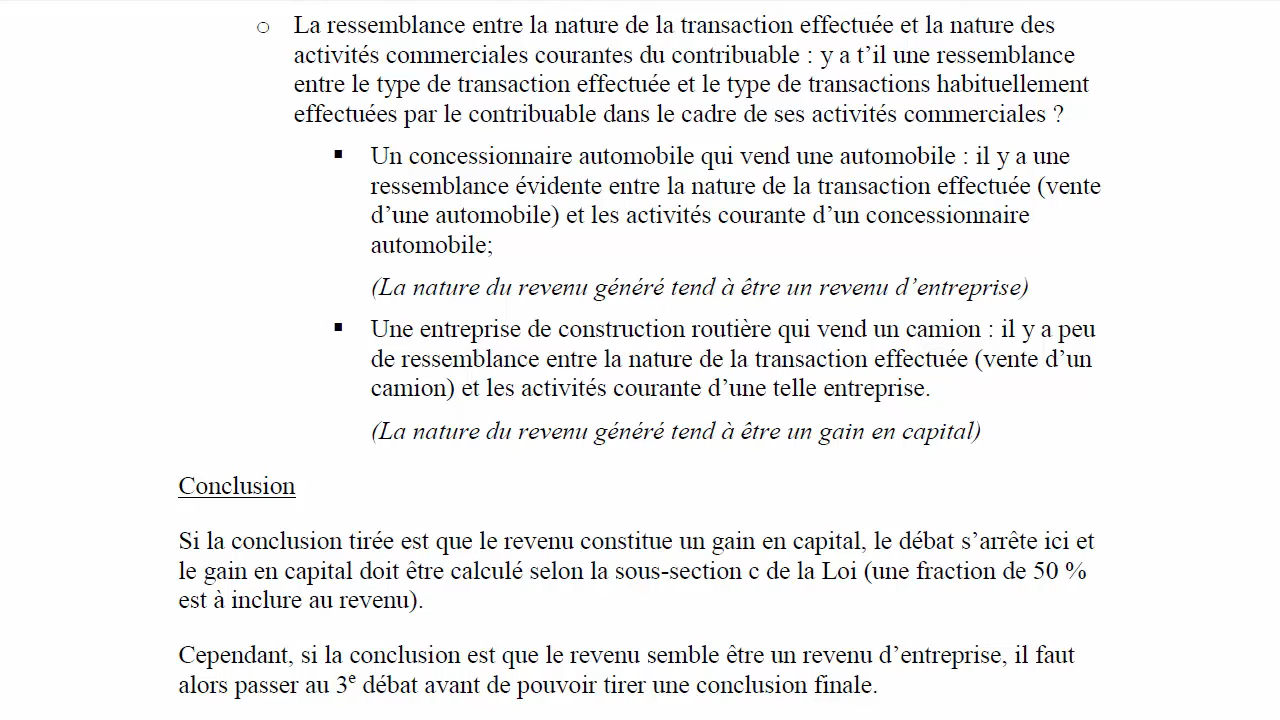 ○ La ressemblance entre la nature de la transaction effectuée et la nature des
activités commerciales courantes du contribuable : y a t’il une ressemblance
entre le type de transaction effectuée et le type de transactions habituellement
effectuées par le contribuable dans le cadre de ses activités commerciales ?
▪ Un concessionnaire automobile qui vend une automobile : il y a une
ressemblance évidente entre la nature de la transaction effectuée (vente
d’une automobile) et les activités courante d’un concessionnaire
automobile;
(La nature du revenu généré tend à être un revenu d’entreprise)
▪ Une entreprise de construction routière qui vend un camion : il y a peu
de ressemblance entre la nature de la transaction effectuée (vente d’un
camion) et les activités courante d’une telle entreprise.
(La nature du revenu généré tend à être un gain en capital)
Conclusion
Si la conclusion tirée est que le revenu constitue un gain en capital, le débat s’arrête ici et
le gain en capital doit être calculé selon la sous-section c de la Loi (une fraction de 50 %
est à inclure au revenu).
Cependant, si la conclusion est que le revenu semble être un revenu d’entreprise, il faut
alors passer au 3e débat avant de pouvoir tirer une conclusion finale.